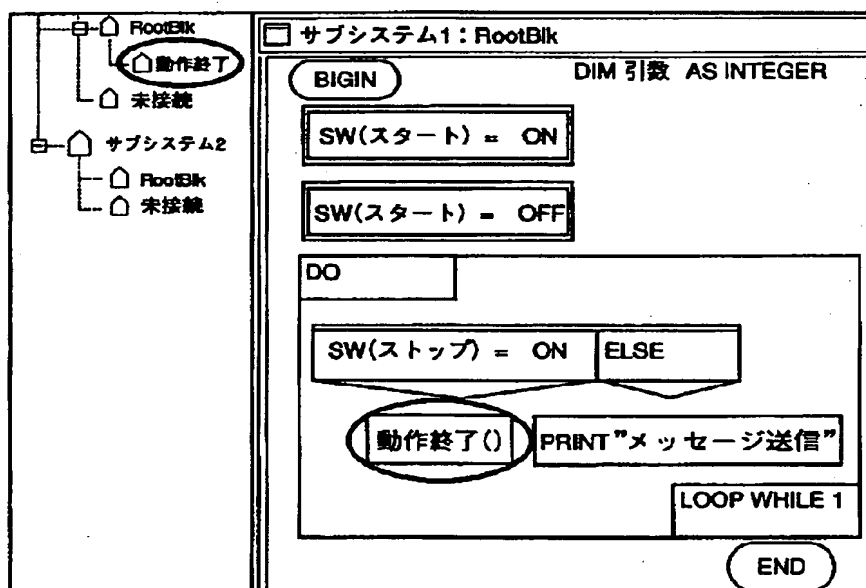 RootBlk
動作終了
未接続
サブシステム2
RootBlk
未接続
サブシステム1：RootBlk
BIGIN
DIM 引数 AS INTEGER
SW(スタート) = ON
SW(スタート) = OFF
DO
SW(ストップ) = ON ELSE
動作終了() PRINT"メッセージ送信"
LOOP WHILE 1
END